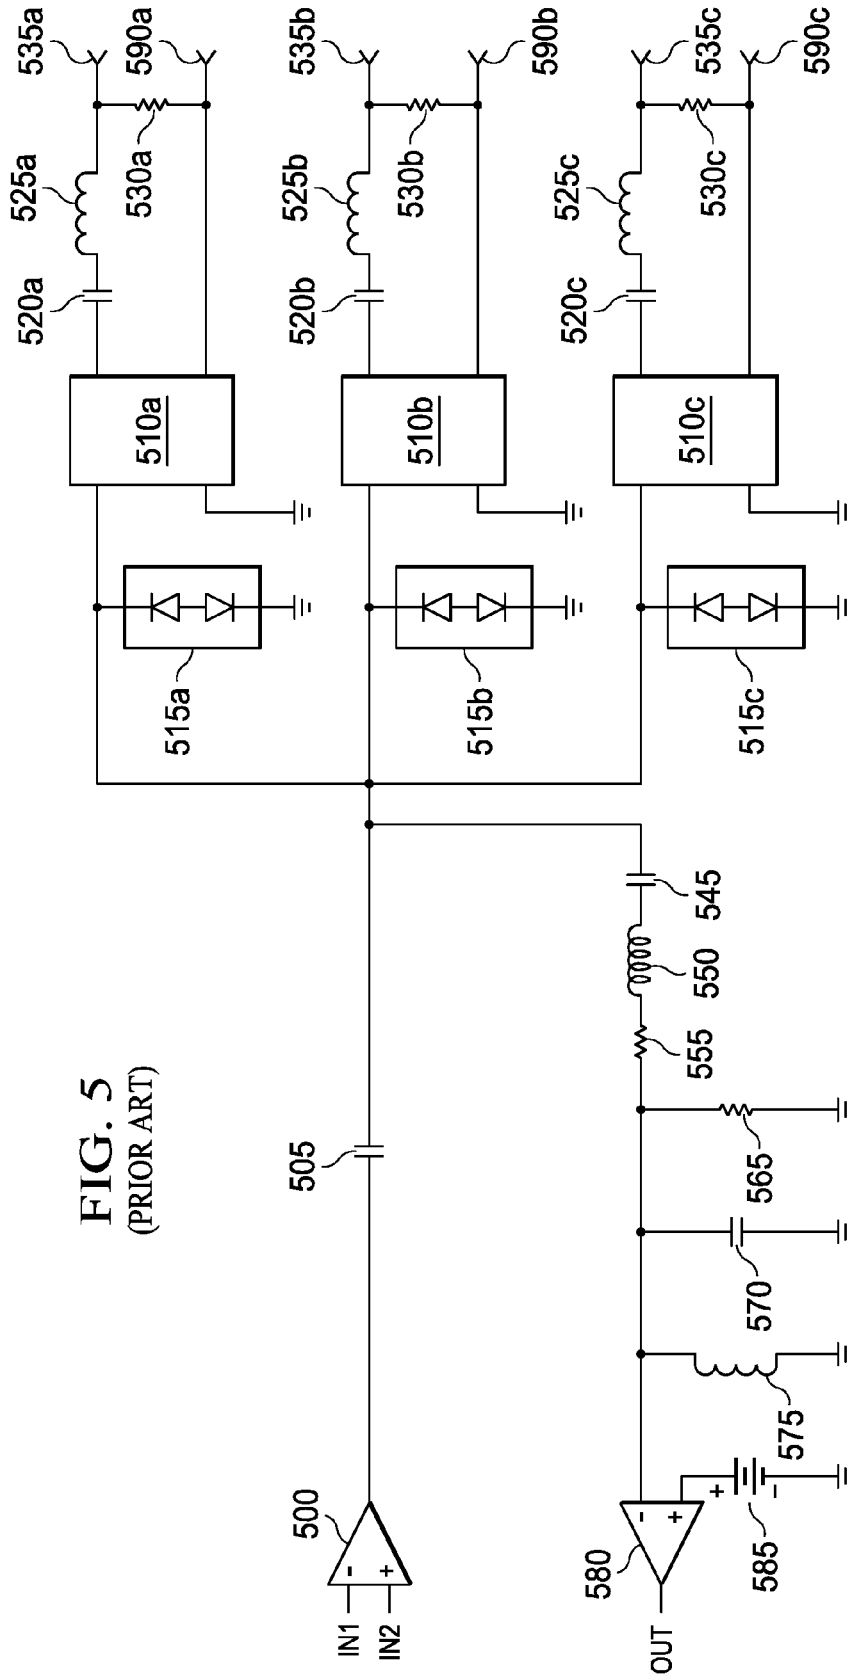 FIG. 5
(PRIOR ART)
IN1
IN2
-
+
500
505
535a
590a
525a
530a
520a
510a
515a
535b
590b
525b
530b
520b
510b
515b
535c
590c
525c
530c
520c
510c
515c
545
550
555
565
570
575
580
-
+
+
-
585
OUT